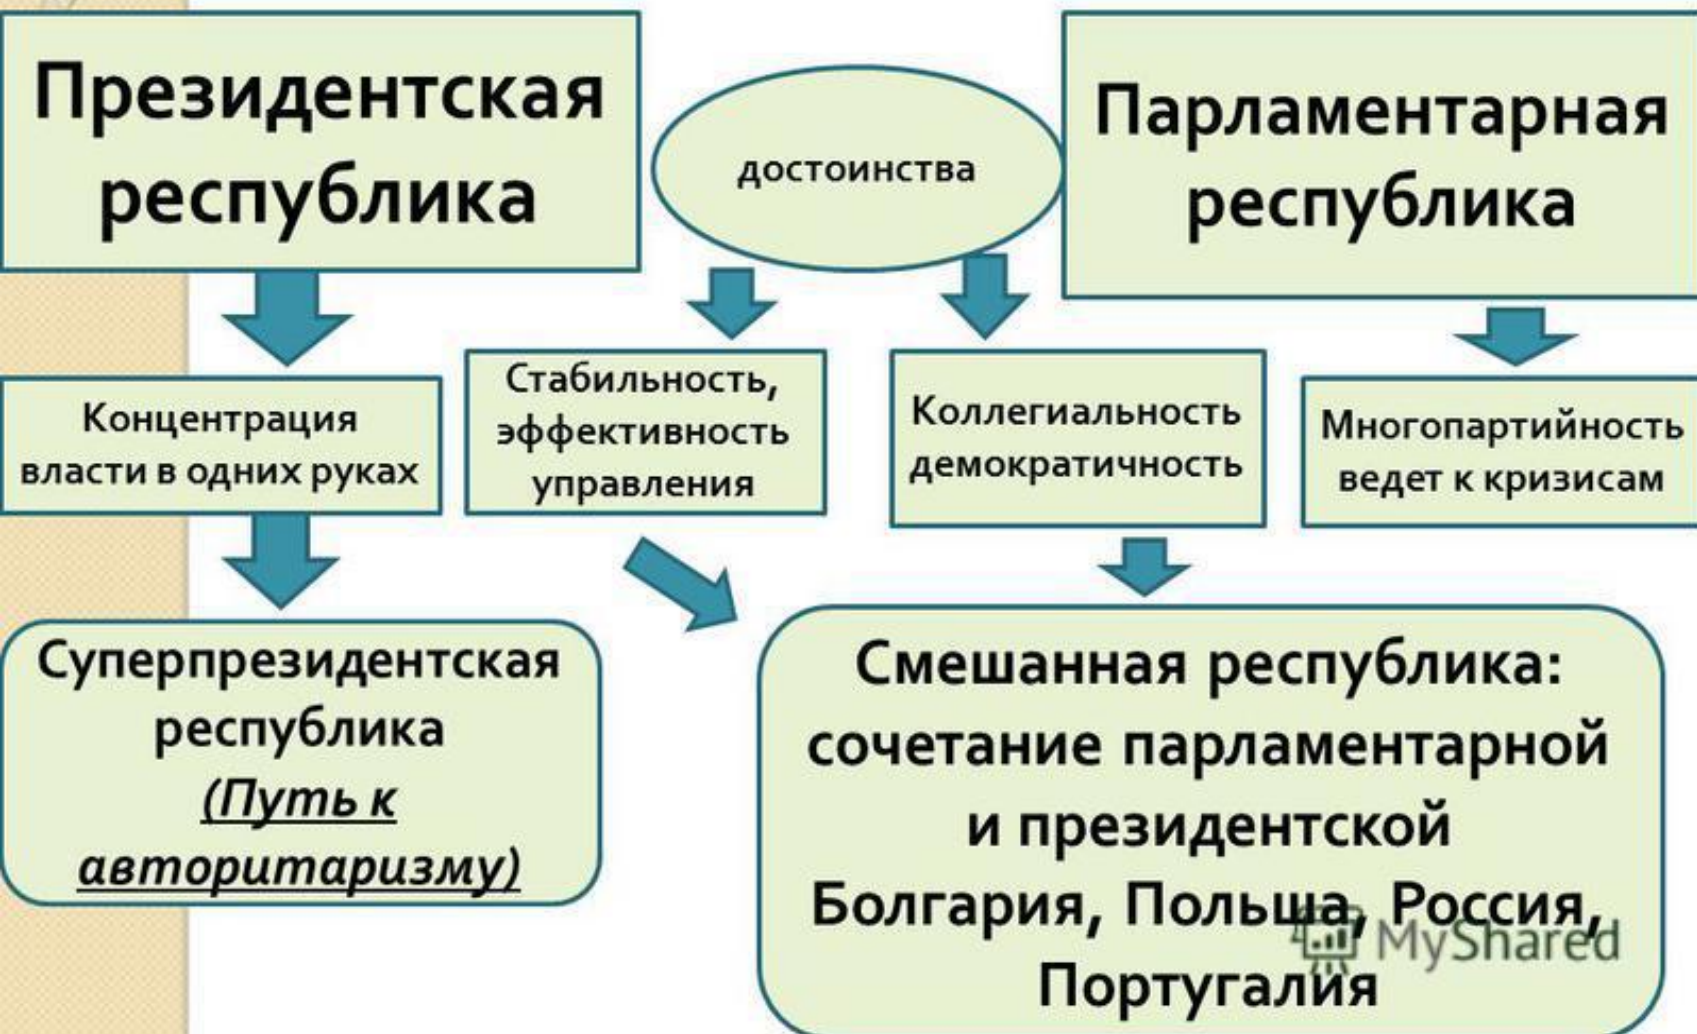 Президентская
республика
достоинства
Парламентарная
республика
Концентрация
власти в одних руках
Стабильность,
эффективность
управления
Коллегиальность
демократичность
Многопартийность
ведет к кризисам
Суперпрезидентская
республика
(Путь к
авторитаризму)
Смешанная республика:
сочетание парламентарной
и президентской
Болгария, Польша, Россия,
Португалия
MyShared